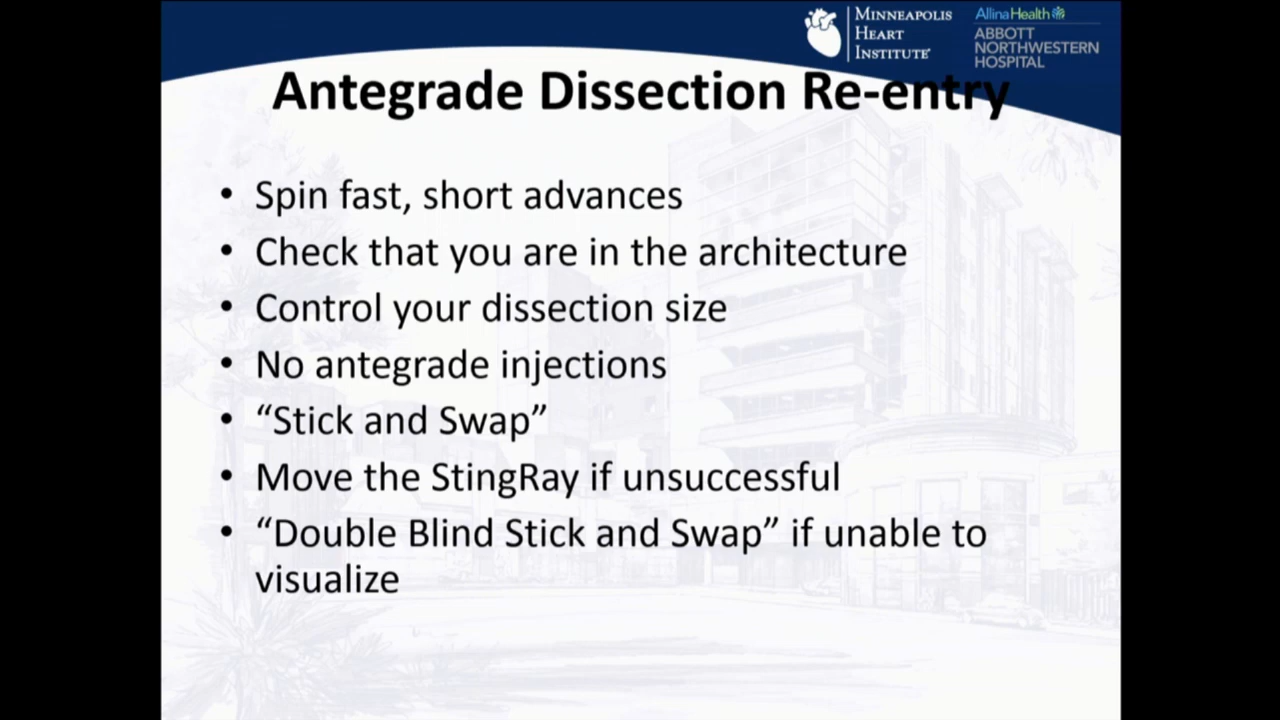 MINNEAPOLIS
HEART
INSTITUTE
Allina Health
ABBOTT
NORTHWESTERN
HOSPITAL
Antegrade Dissection Re-entry
• Spin fast, short advances
• Check that you are in the architecture
• Control your dissection size
• No antegrade injections
• “Stick and Swap”
• Move the StingRay if unsuccessful
• “Double Blind Stick and Swap” if unable to
visualize